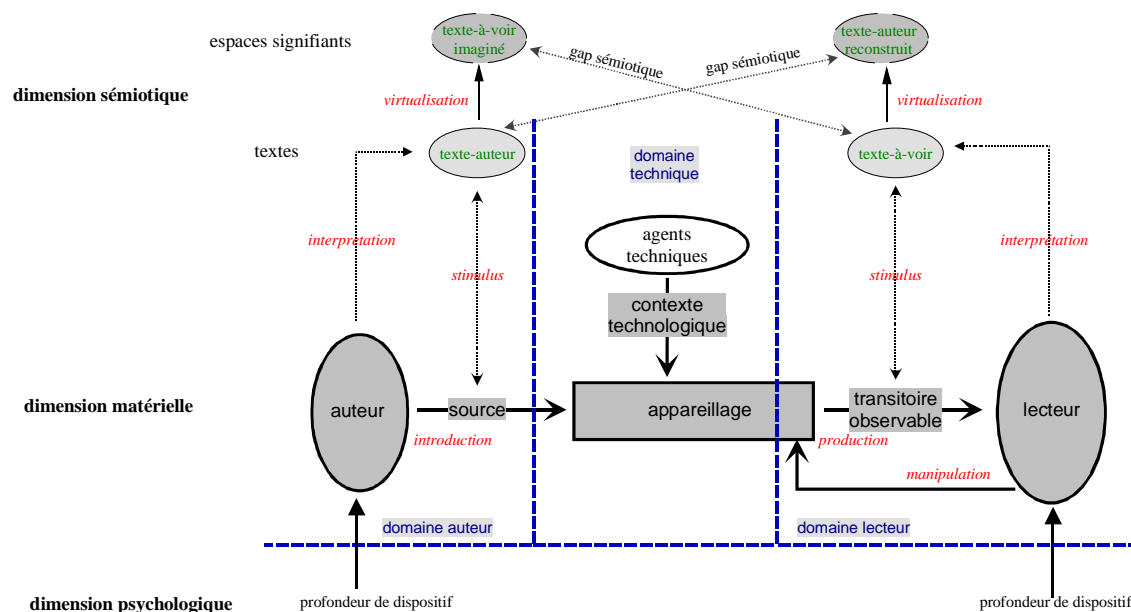 texte-à-voir
imaginé
texte-auteur
reconstruit
espaces signifiants
gap sémiotique
gap sémiotique
dimension sémiotique
virtualisation
virtualisation
textes
texte-auteur
domaine
technique
texte-à-voir
interprétation
stimulus
agents
techniques
stimulus
interprétation
contexte
technologique
dimension matérielle
auteur
source
appareillage
transitoire
observable
lecteur
introduction
production
manipulation
domaine auteur
domaine lecteur
dimension psychologique
profondeur de dispositif
profondeur de dispositif